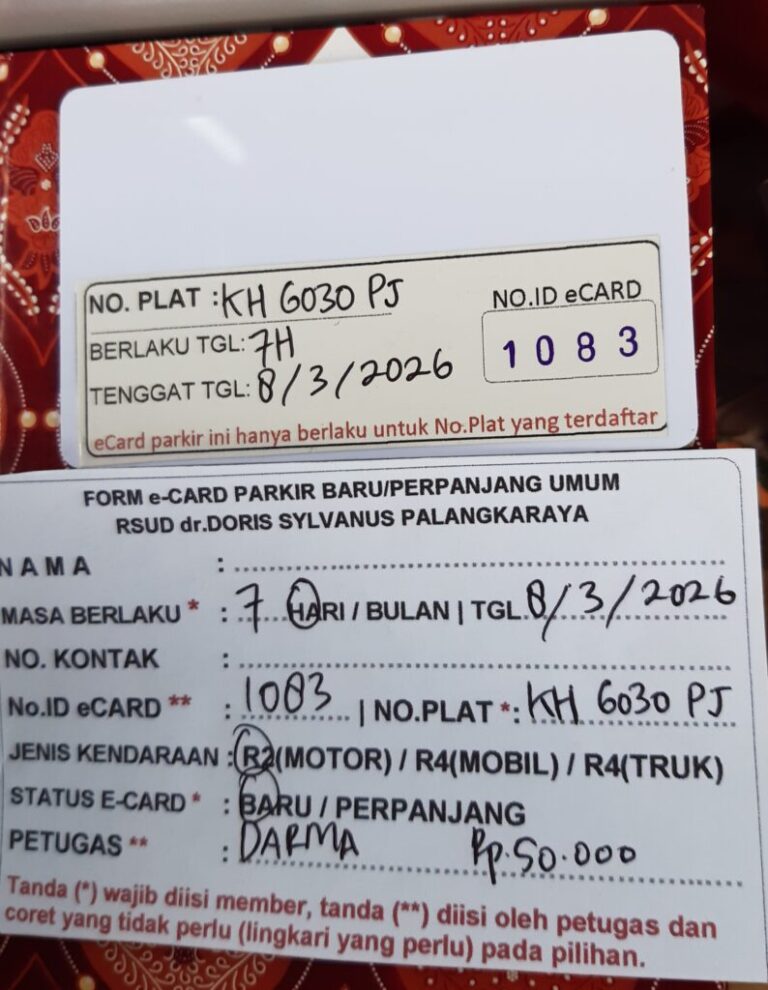 NO. PLAT : KH 6030 PJ
NO.ID eCARD
1083
BERLAKU TGL: 7H
TENGGAT TGL: 8/3/2026
eCard parkir ini hanya berlaku untuk No.Plat yang terdaftar
FORM e-CARD PARKIR BARU/PERPANJANG UMUM
RSUD dr.DORIS SYLVANUS PALANGKARAYA
NAMA :
MASA BERLAKU * : 7 HARI / BULAN | TGL 8/3/2026
NO. KONTAK :
No.ID eCARD ** : 1083 | NO.PLAT *: KH 6030 PJ
JENIS KENDARAAN : R2(MOTOR) / R4(MOBIL) / R4(TRUK)
STATUS E-CARD * : BARU / PERPANJANG
PETUGAS ** : DARMA Rp.50.000
Tanda (*) wajib diisi member, tanda (**) diisi oleh petugas dan
coret yang tidak perlu (lingkari yang perlu) pada pilihan.